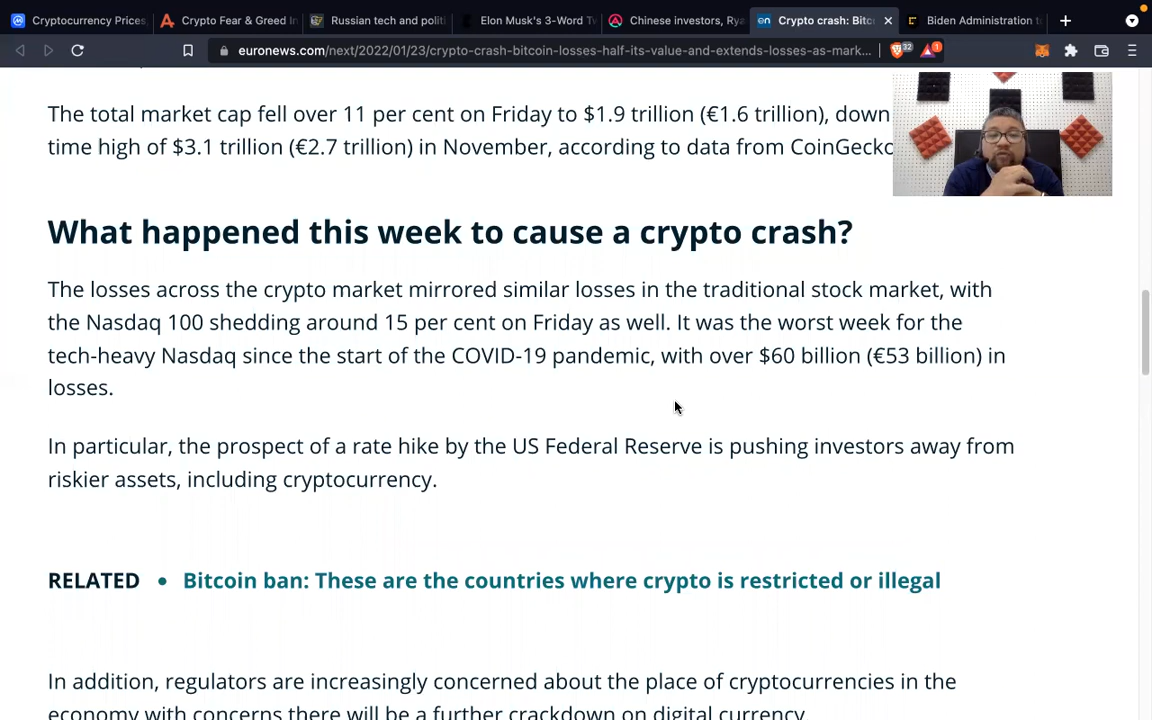 Cryptocurrency Prices,
Crypto Fear & Greed In
Russian tech and politi
Elon Musk's 3-Word Tw
Chinese investors, Rya
Crypto crash: Bitc
Biden Administration t
euronews.com/next/2022/01/23/crypto-crash-bitcoin-losses-half-its-value-and-extends-losses-as-mark...
32
1
The total market cap fell over 11 per cent on Friday to $1.9 trillion (€1.6 trillion), down
time high of $3.1 trillion (€2.7 trillion) in November, according to data from CoinGecko
What happened this week to cause a crypto crash?
The losses across the crypto market mirrored similar losses in the traditional stock market, with
the Nasdaq 100 shedding around 15 per cent on Friday as well. It was the worst week for the
tech-heavy Nasdaq since the start of the COVID-19 pandemic, with over $60 billion (€53 billion) in
losses.
In particular, the prospect of a rate hike by the US Federal Reserve is pushing investors away from
riskier assets, including cryptocurrency.
RELATED • Bitcoin ban: These are the countries where crypto is restricted or illegal
In addition, regulators are increasingly concerned about the place of cryptocurrencies in the
economy with concerns there will be a further crackdown on digital currency.